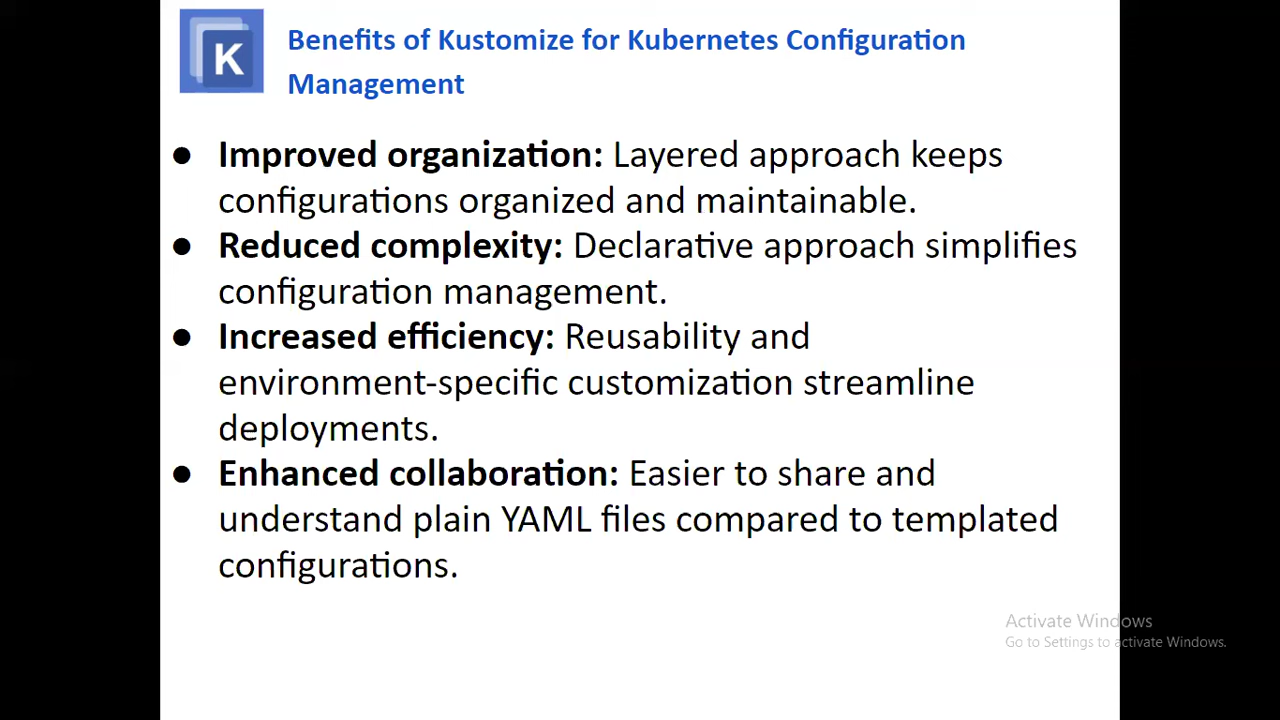 K
Benefits of Kustomize for Kubernetes Configuration
Management
● Improved organization: Layered approach keeps
configurations organized and maintainable.
● Reduced complexity: Declarative approach simplifies
configuration management.
● Increased efficiency: Reusability and
environment-specific customization streamline
deployments.
● Enhanced collaboration: Easier to share and
understand plain YAML files compared to templated
configurations.
Activate Windows
Go to Settings to activate Windows.